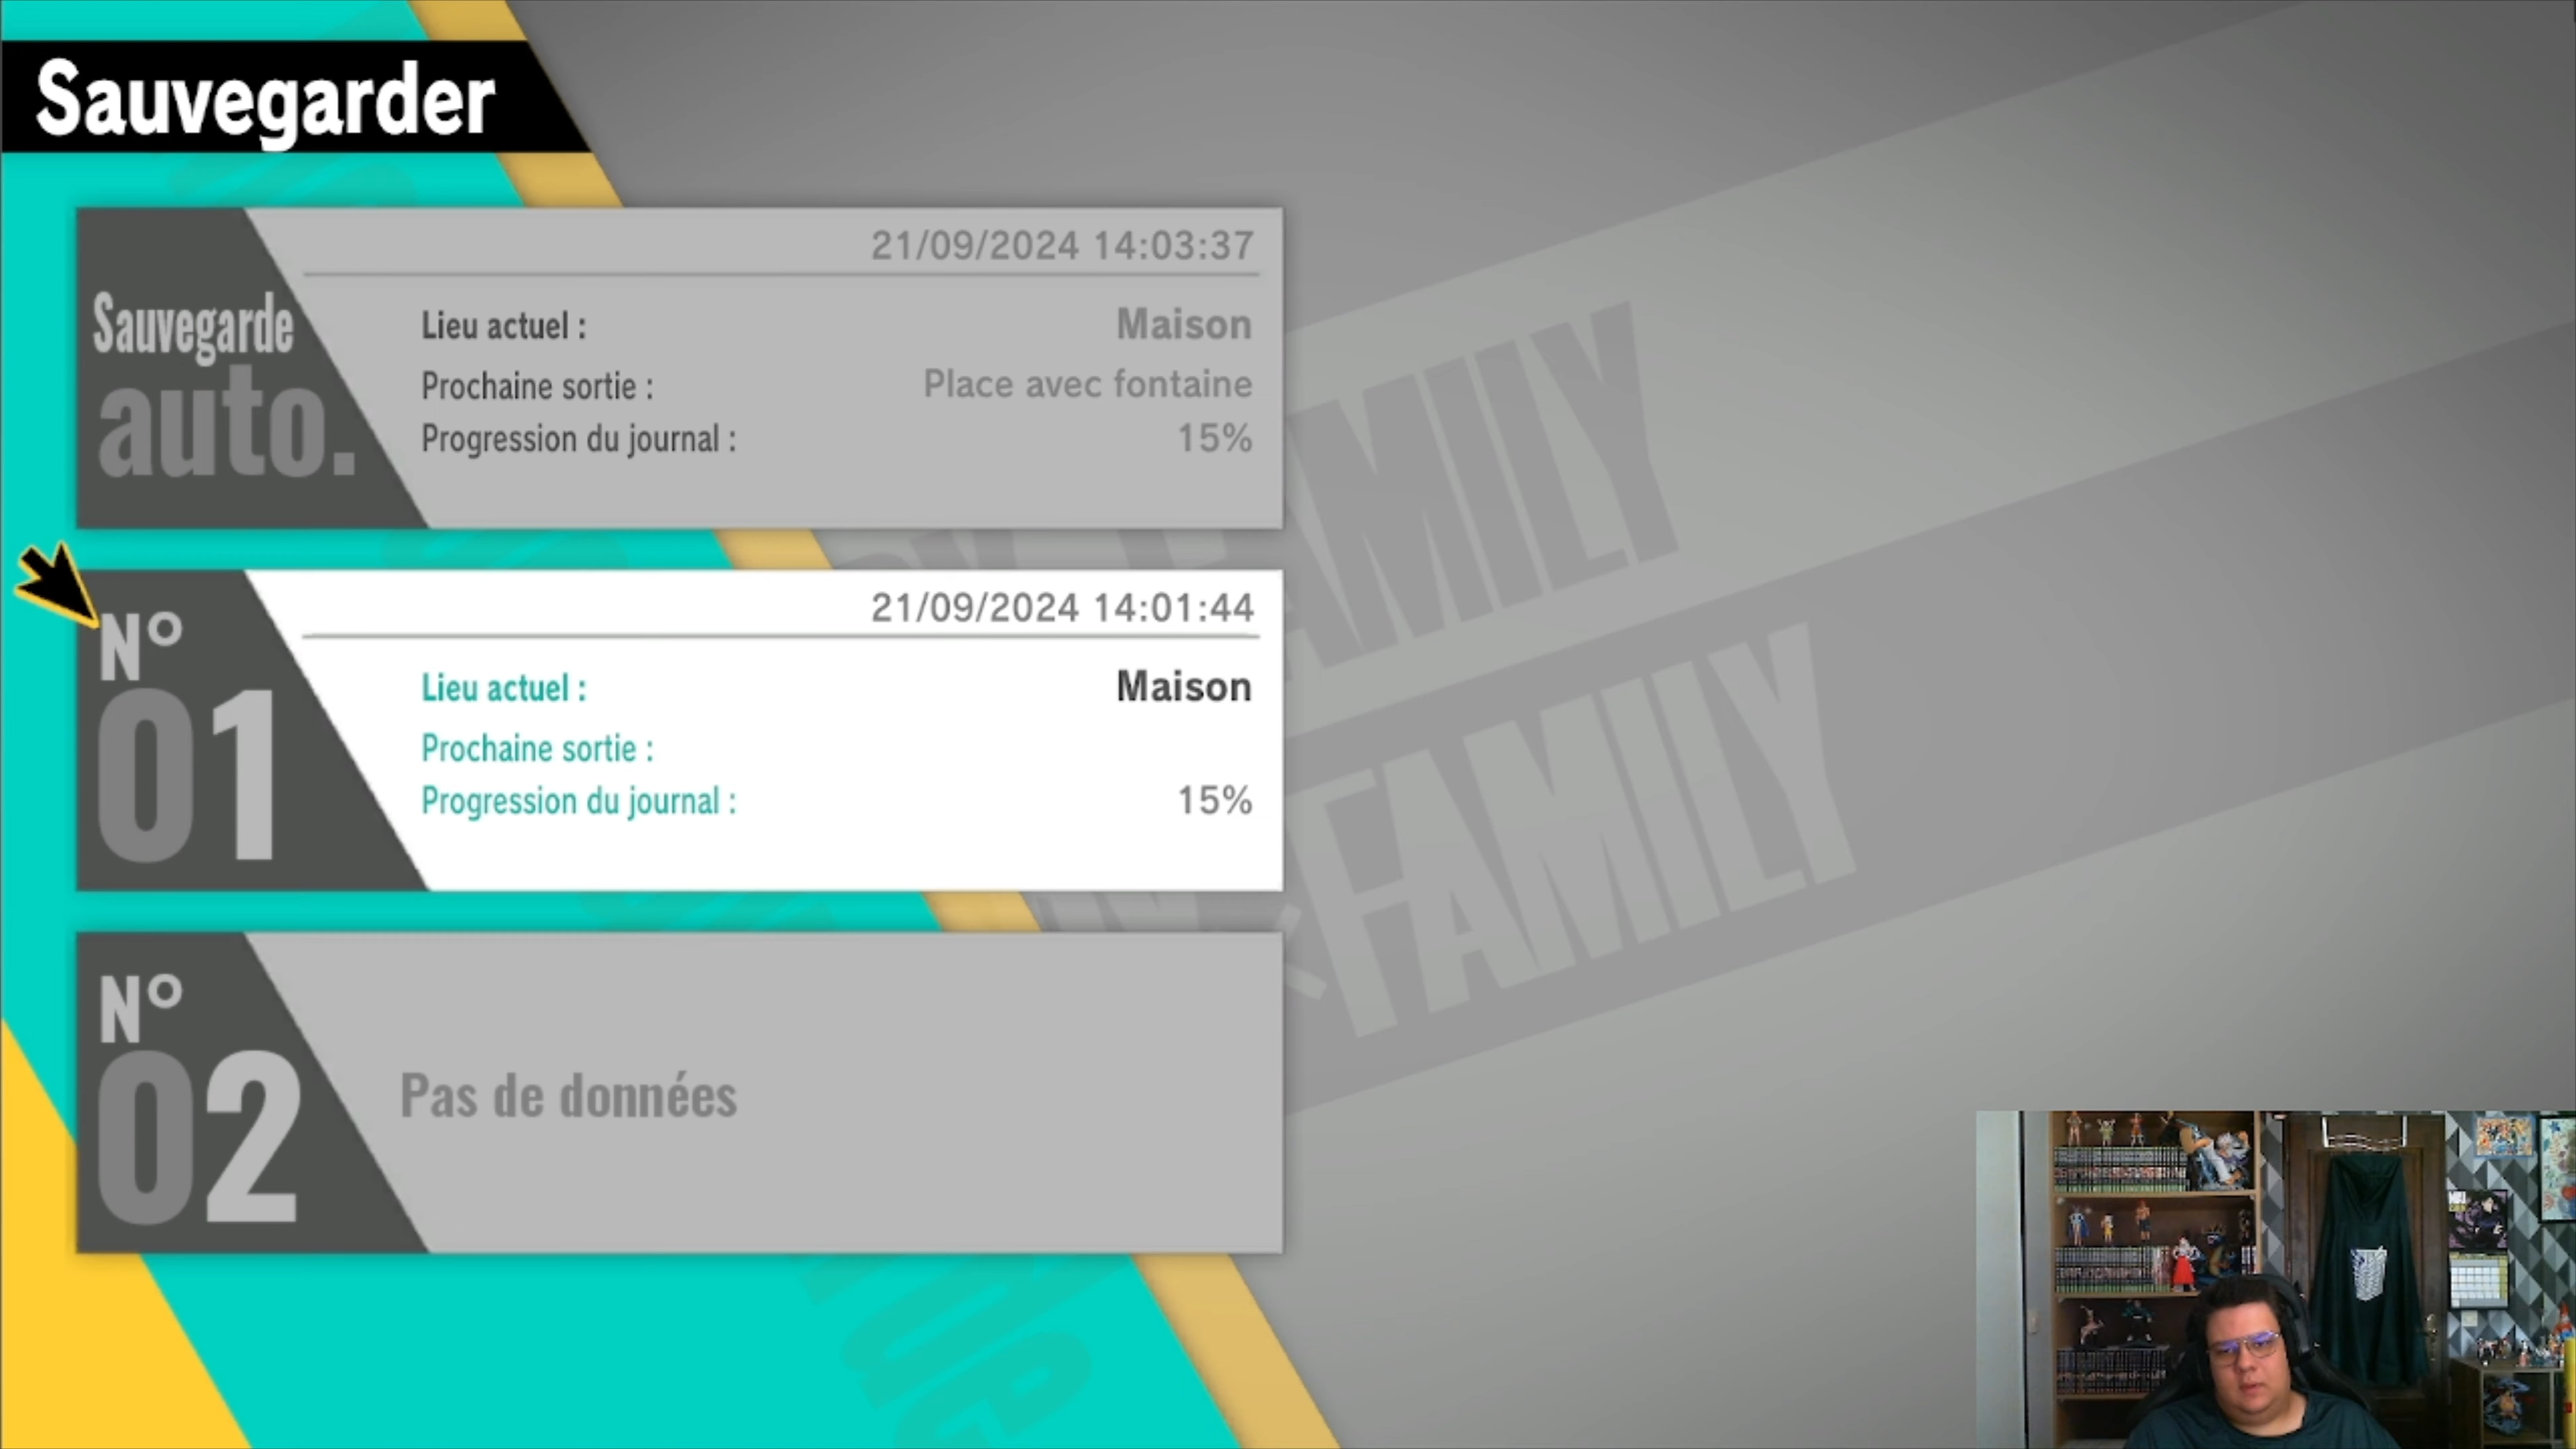 Sauvegarder
21/09/2024 14:03:37
Sauvegarde
auto.
Lieu actuel : Maison
Prochaine sortie : Place avec fontaine
Progression du journal : 15%
N°
01
21/09/2024 14:01:44
Lieu actuel : Maison
Prochaine sortie :
Progression du journal : 15%
N°
02
Pas de données
FAMILY
FAMILY